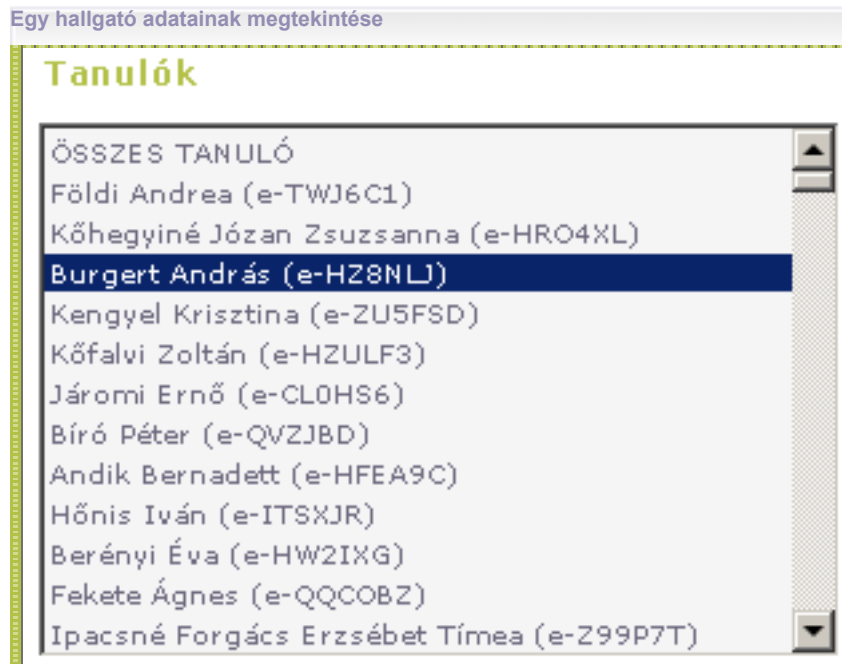 Egy hallgató adatainak megtekintése
Tanulók
ÖSSZES TANULÓ
Földi Andrea (e-TWJ6C1)
Kőhegyiné Józan Zsuzsanna (e-HRO4XL)
Burgert András (e-HZ8NLJ)
Kengyel Krisztina (e-ZU5FSD)
Kőfalvi Zoltán (e-HZULF3)
Járomi Ernő (e-CL0HS6)
Bíró Péter (e-QVZJBD)
Andik Bernadett (e-HFEA9C)
Hőnis Iván (e-ITSXJR)
Berényi Éva (e-HW2IXG)
Fekete Ágnes (e-QQCOBZ)
Ipacsné Forgács Erzsébet Tímea (e-Z99P7T)